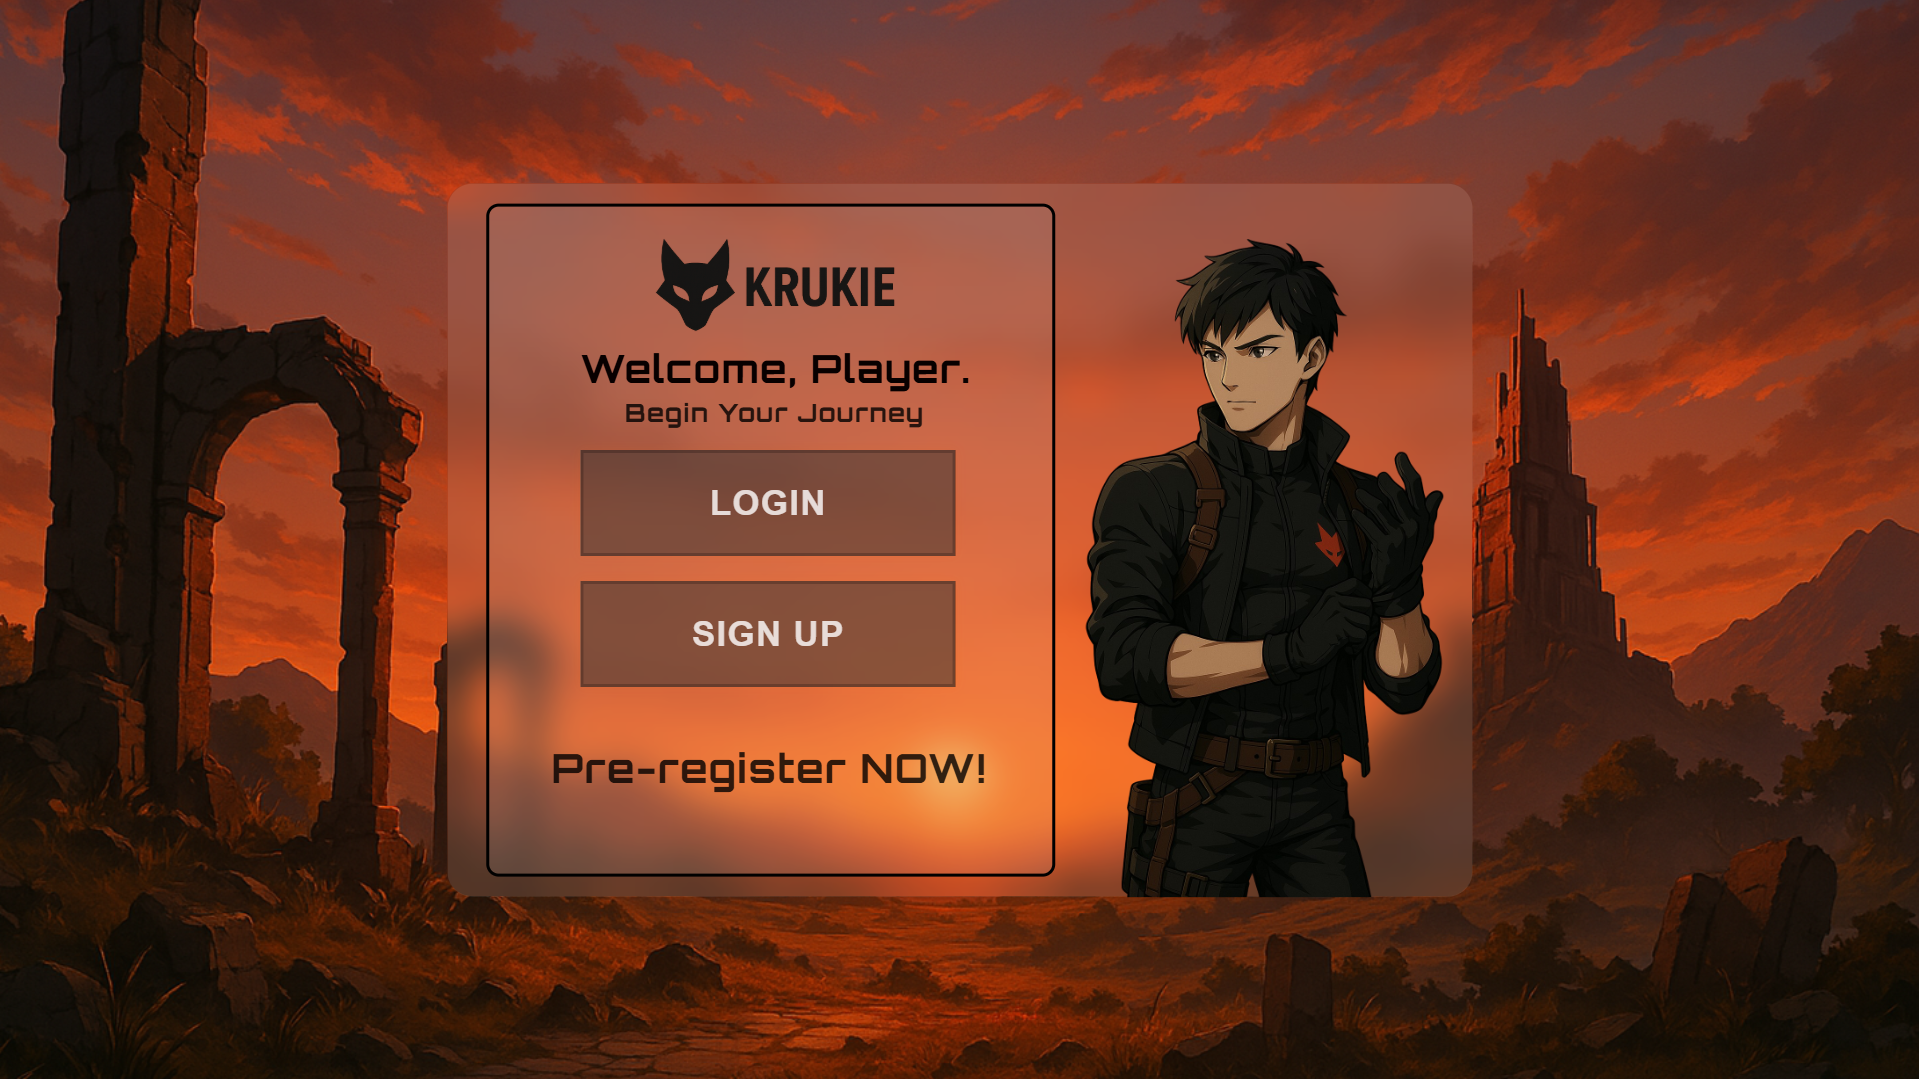 KRUKIE
Welcome, Player.
Begin Your Journey
LOGIN
SIGN UP
Pre-register NOW!